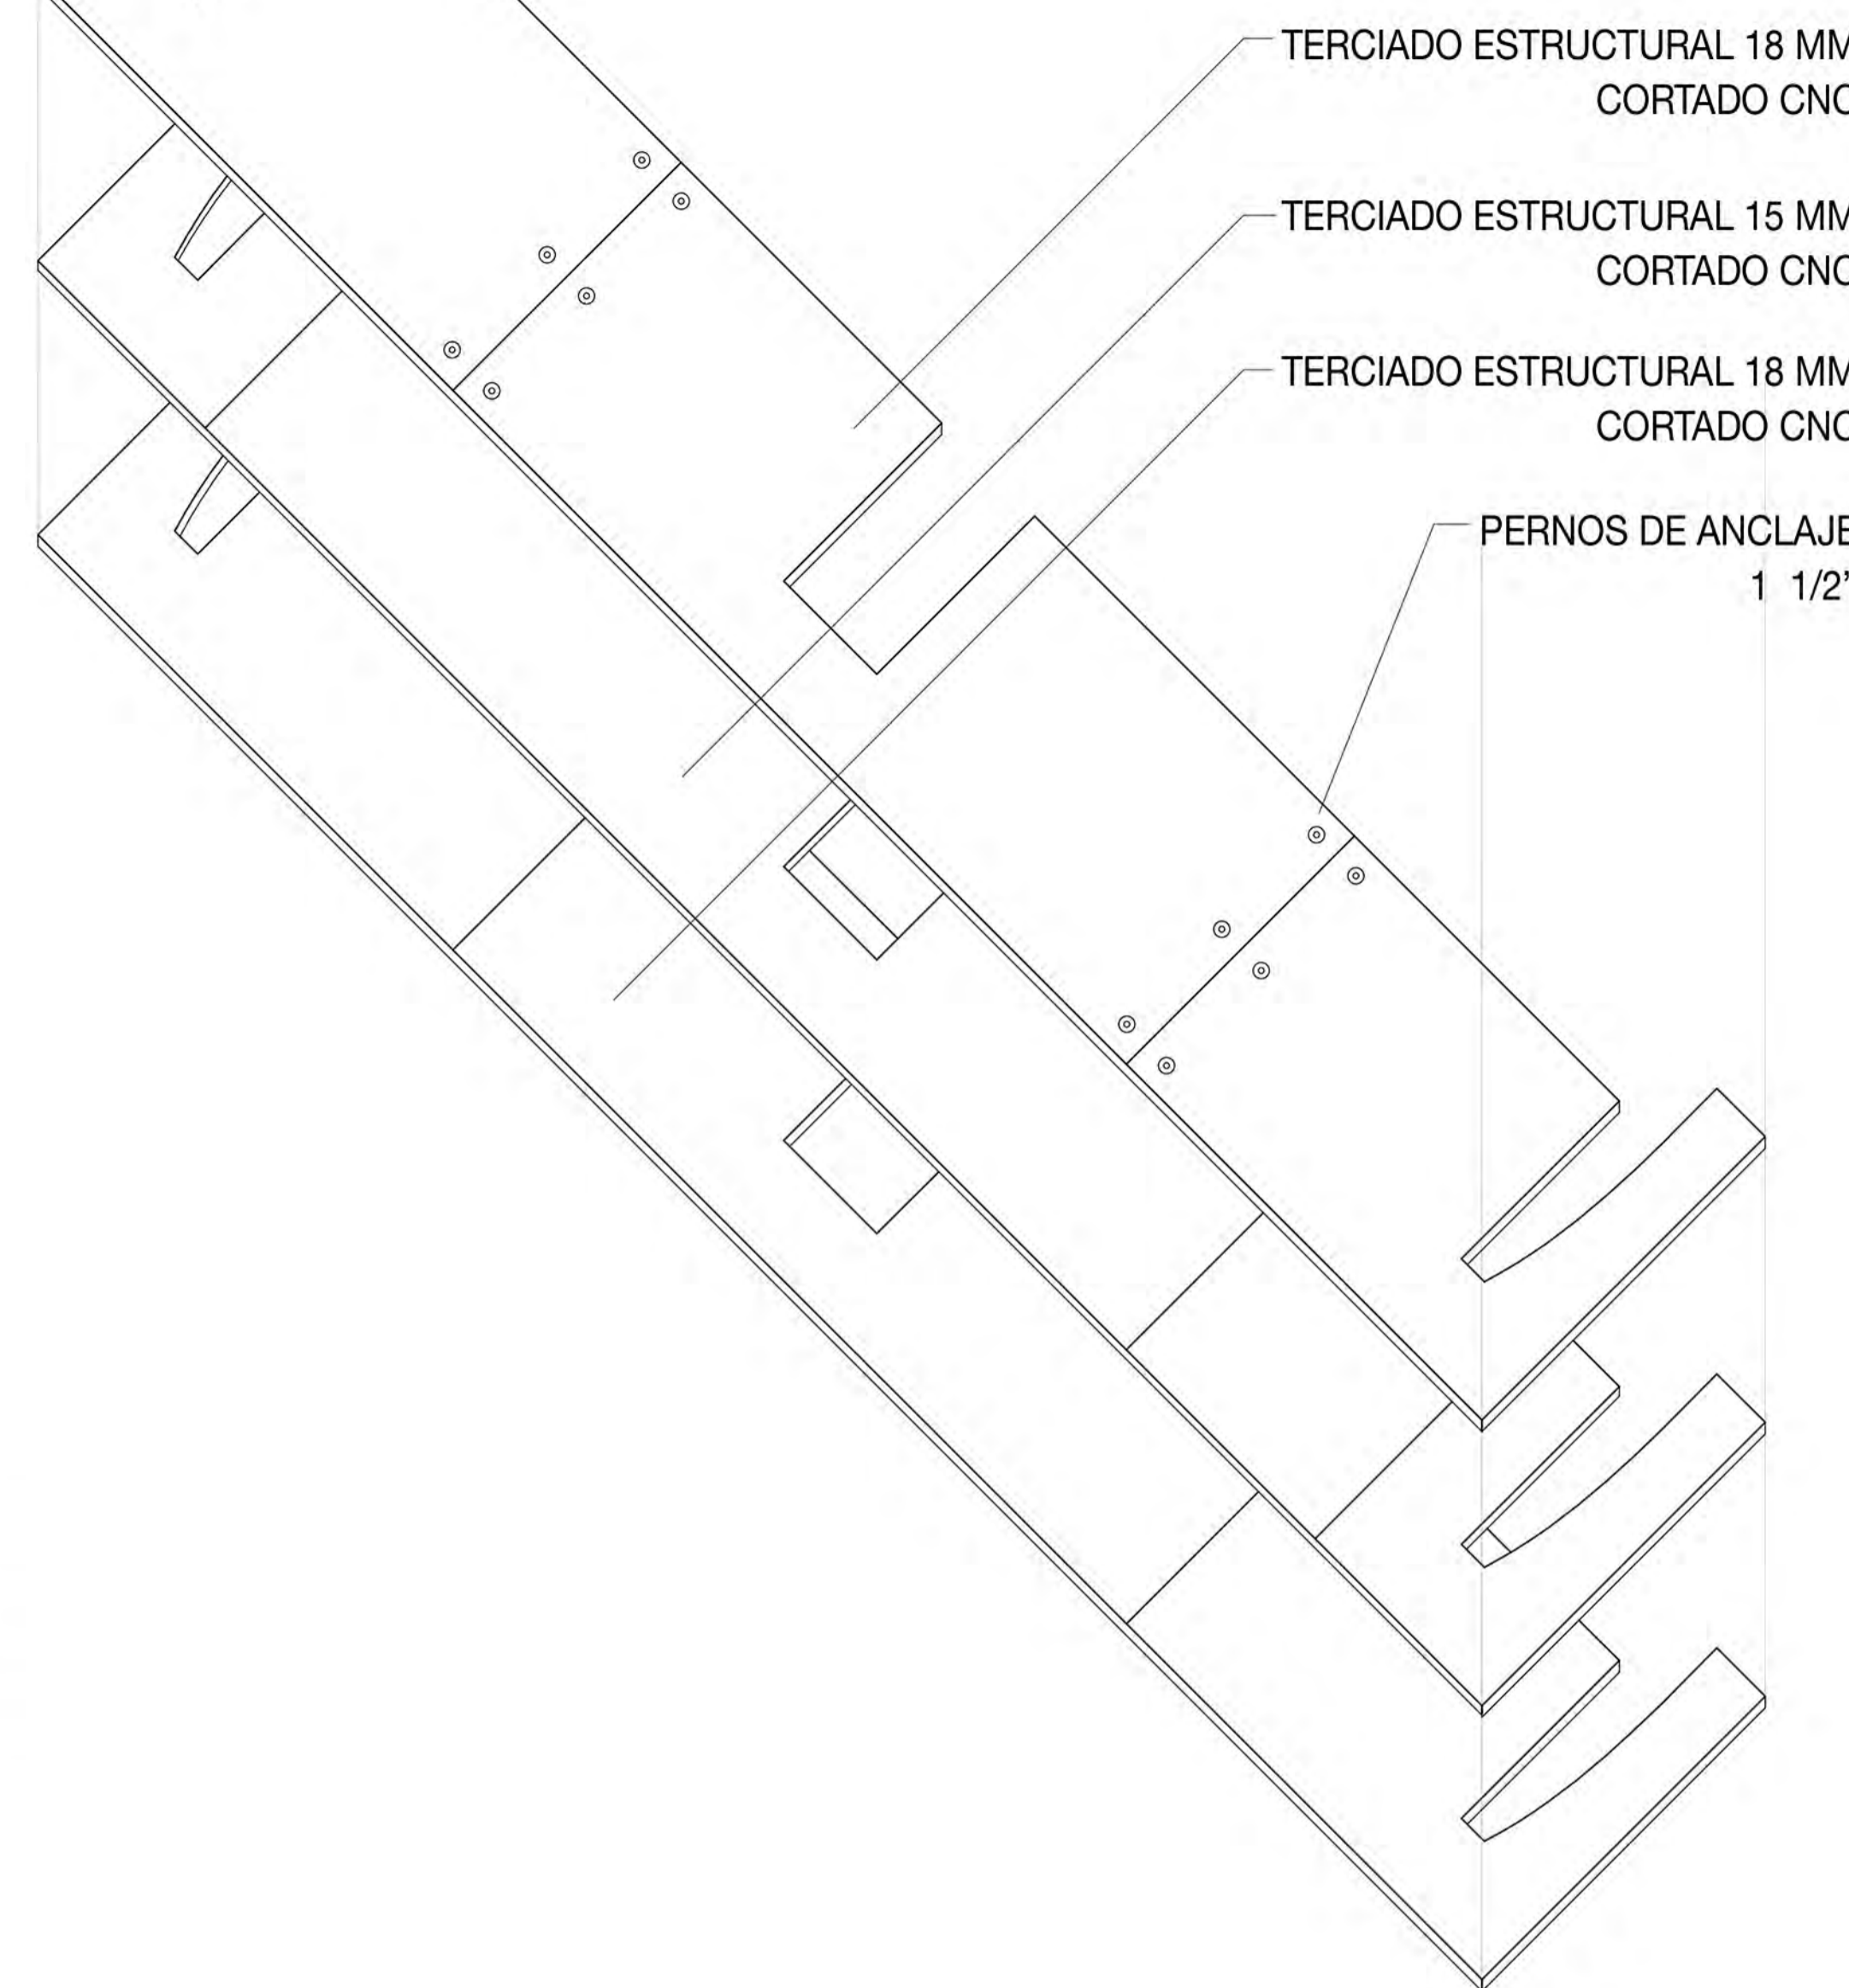 TERCIADO ESTRUCTURAL 18 MM
CORTADO CNC
TERCIADO ESTRUCTURAL 15 MM
CORTADO CNC
TERCIADO ESTRUCTURAL 18 MM
CORTADO CNC
PERNOS DE ANCLAJE
1 1/2"